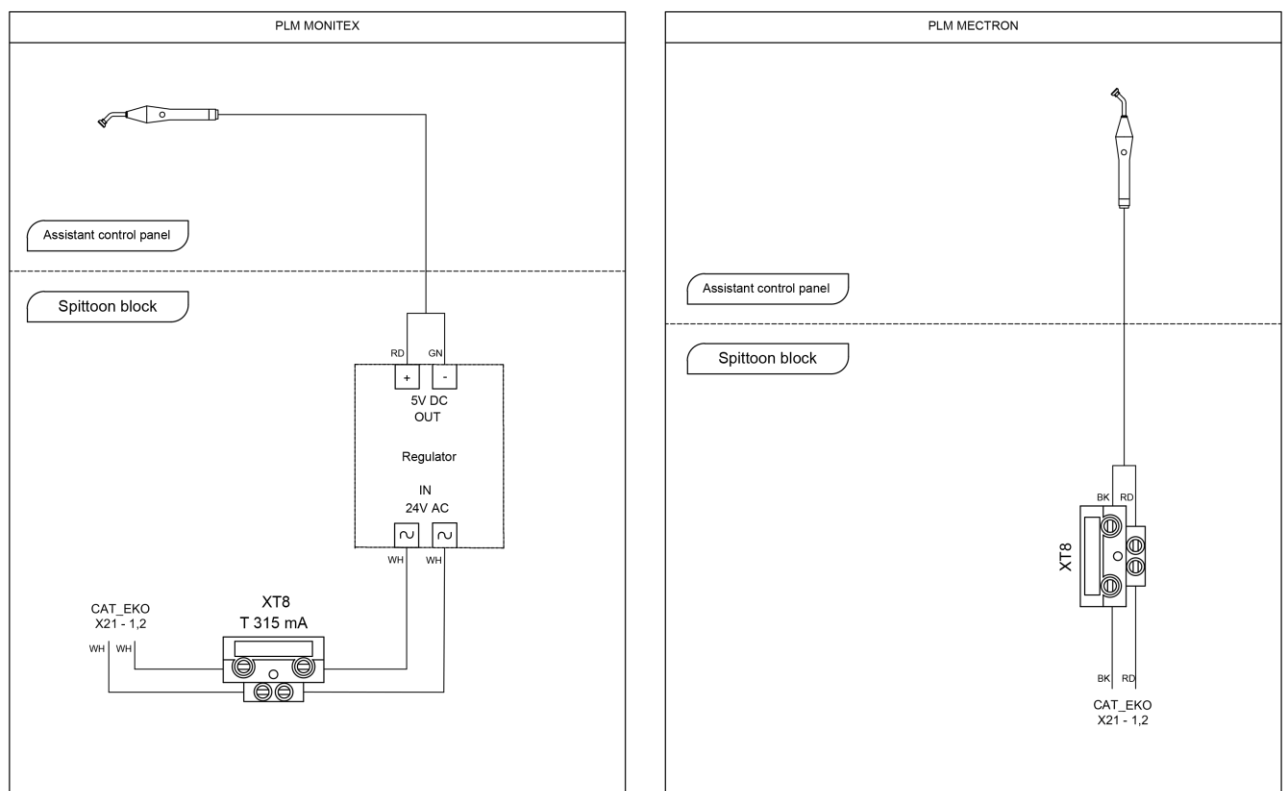 PLM MONITEX
Assistant control panel
Spittoon block
RD GN
+ -
5V DC
OUT
Regulator
IN
24V AC
WH WH
XT8
T 315 mA
CAT_EKO
X21 - 1,2
WH WH
PLM MECTRON
Assistant control panel
Spittoon block
BK RD
XT8
BK RD
CAT_EKO
X21 - 1,2